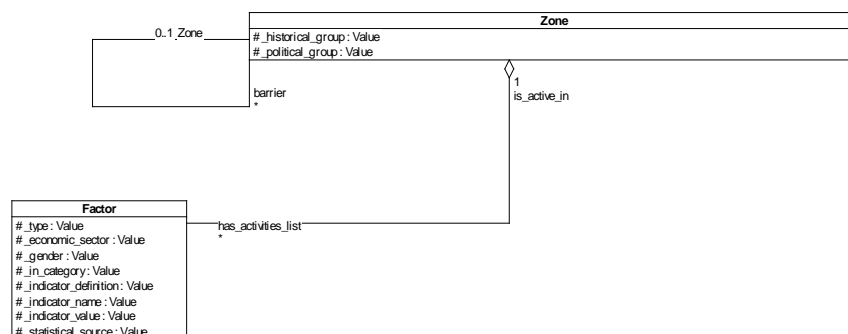 Zone
# _historical_group : Value
# _political_group : Value
0..1 Zone
barrier
*
1
is_active_in
Factor
# _type : Value
# _economic_sector : Value
# _gender : Value
# _in_category : Value
# _indicator_definition : Value
# _indicator_name : Value
# _indicator_value : Value
# _statistical_source : Value
has_activities_list
*